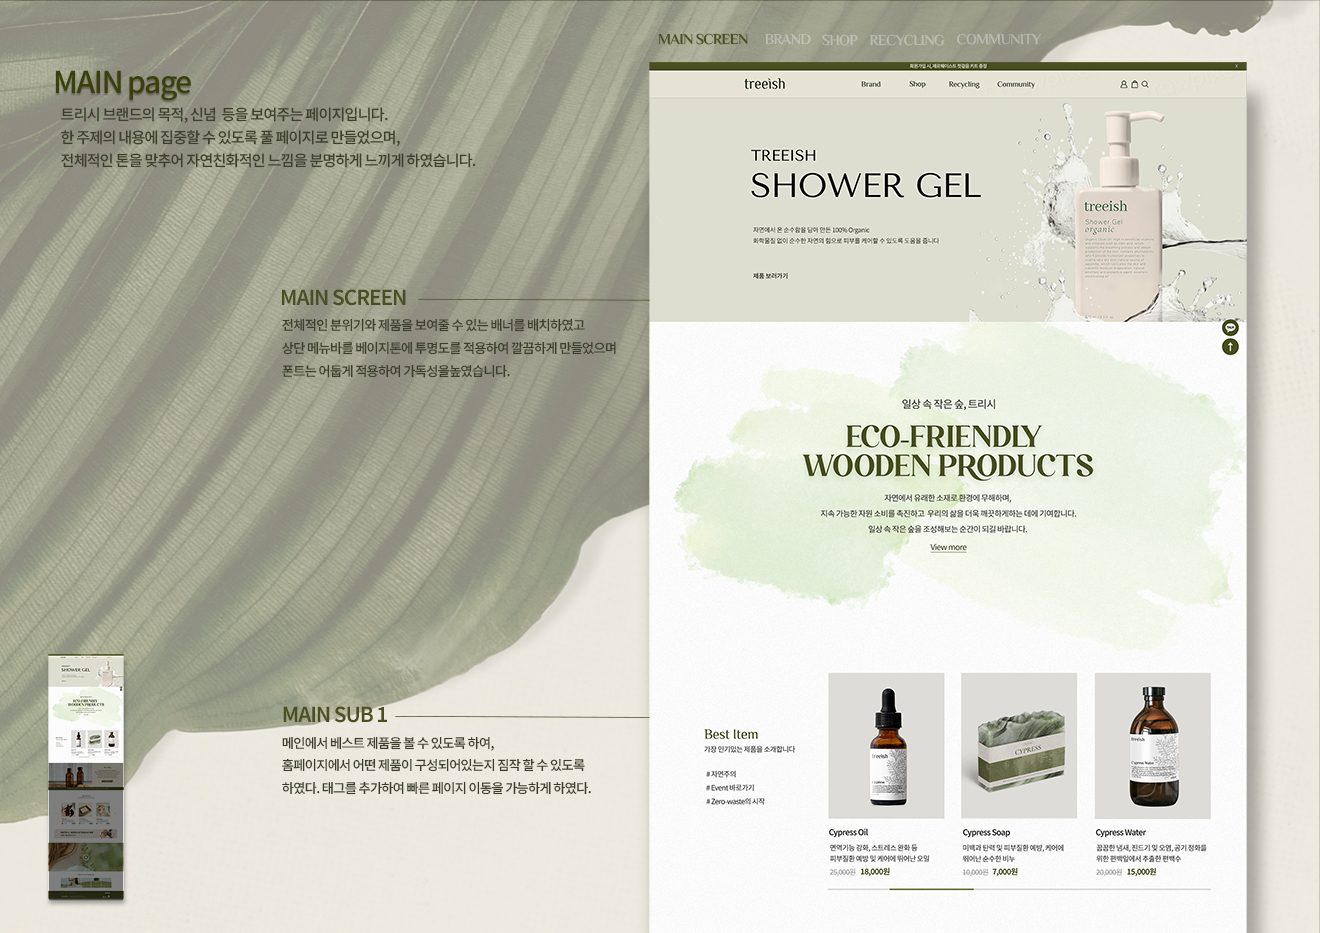 MAIN page
트리시 브랜드의 목적, 신념 등을 보여주는 페이지입니다.
한 주제의 내용에 집중할 수 있도록 풀 페이지로 만들었으며,
전체적인 톤을 맞추어 자연친화적인 느낌을 분명하게 느끼게 하였습니다.
MAIN SCREEN
전체적인 분위기와 제품을 보여줄 수 있는 배너를 배치하였고
상단 메뉴바를 베이지톤에 투명도를 적용하여 깔끔하게 만들었으며
폰트는 어둡게 적용하여 가독성을높였습니다.
MAIN SUB 1
메인에서 베스트 제품을 볼 수 있도록 하여,
홈페이지에서 어떤 제품이 구성되어있는지 짐작 할 수 있도록
하였다. 태그를 추가하여 빠른 페이지 이동을 가능하게 하였다.
MAIN SCREEN BRAND SHOP RECYCLING COMMUNITY
회원가입 시, 제로웨이스트 첫걸음 키트 증정 X
treeish Brand Shop Recycling Community
TREEISH
SHOWER GEL
자연에서 온 순수함을 담아 만든 100% Organic
화학물질 없이 순수한 자연의 힘으로 피부를 케어할 수 있도록 도움을 줍니다
제품 보러가기
treeish
Shower Gel
organic
일상 속 작은 숲, 트리시
ECO-FRIENDLY
WOODEN PRODUCTS
자연에서 유래한 소재로 환경에 무해하며,
지속 가능한 자원 소비를 촉진하고 우리의 삶을 더욱 깨끗하게하는 데에 기여합니다.
일상 속 작은 숲을 조성해보는 순간이 되길 바랍니다.
View more
Best Item
가장 인기있는 제품을 소개합니다
# 자연주의
# Event 바로가기
# Zero-waste의 시작
treeish
Cypress
CYPRESS
treeish
Cypress Water
Cypress Oil
면역기능 강화, 스트레스 완화 등
피부질환 예방 및 케어에 뛰어난 오일
25,000원 18,000원
Cypress Soap
미백과 탄력 및 피부질환 예방, 케어에
뛰어난 순수한 비누
10,000원 7,000원
Cypress Water
꿉꿉한 냄새, 진드기 및 오염, 공기 정화를
위한 편백잎에서 추출한 편백수
20,000원 15,000원
SHOWER GEL
ECO-FRIENDLY
WOODEN PRODUCTS